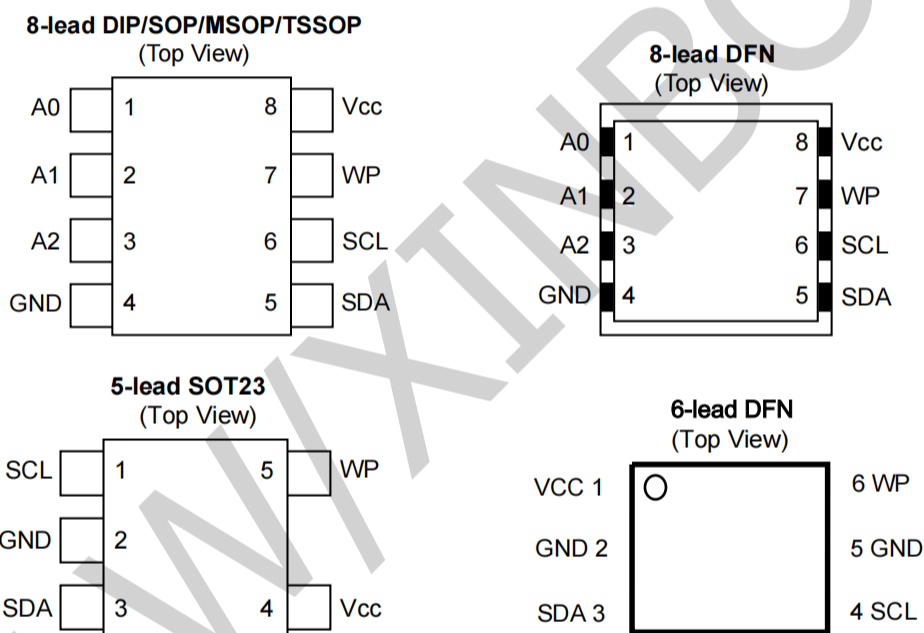 8-lead DIP/SOP/MSOP/TSSOP
(Top View)
A0 1 8 Vcc
A1 2 7 WP
A2 3 6 SCL
GND 4 5 SDA
8-lead DFN
(Top View)
A0 1 8 Vcc
A1 2 7 WP
A2 3 6 SCL
GND 4 5 SDA
5-lead SOT23
(Top View)
SCL 1 5 WP
GND 2
SDA 3 4 Vcc
6-lead DFN
(Top View)
VCC 1 6 WP
GND 2 5 GND
SDA 3 4 SCL
W/XINBO